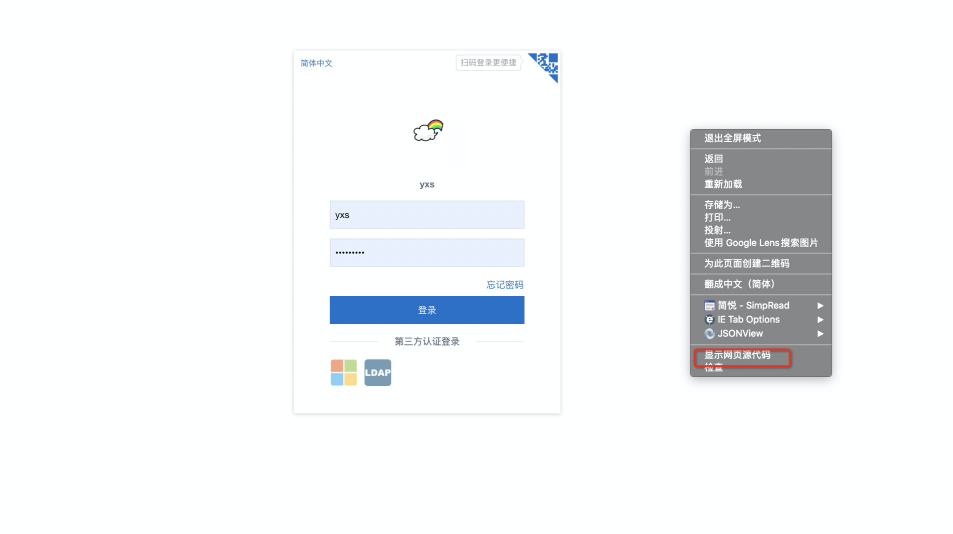 简体中文
扫码登录更便捷
yxs
yxs
•••••••••
忘记密码
登录
第三方认证登录
LDAP
退出全屏模式
返回
前进
重新加载
存储为...
打印...
投射...
使用 Google Lens搜索图片
为此页面创建二维码
翻成中文（简体）
简悦 - SimpRead
IE Tab Options
JSONView
显示网页源代码
检查